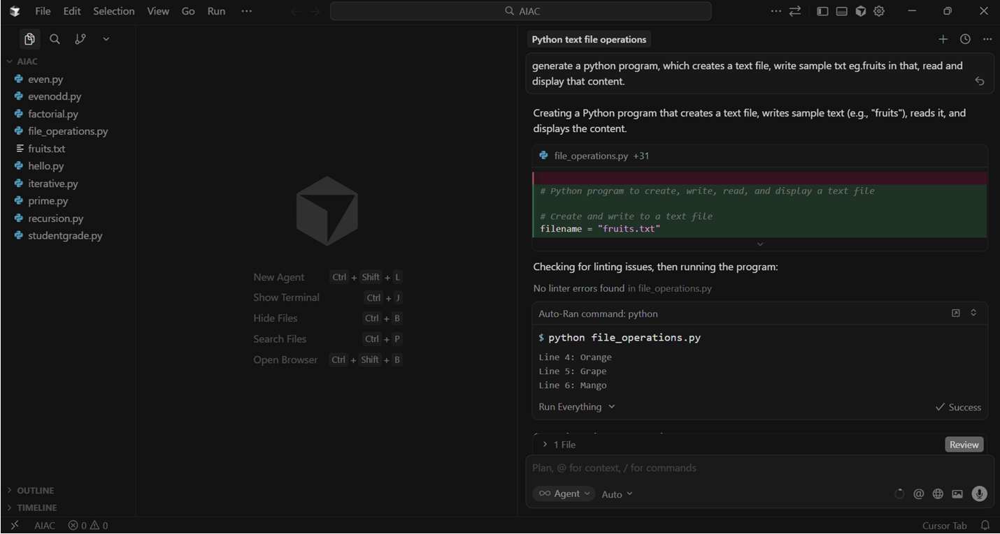 File Edit Selection View Go Run ··· AIAC
AIAC
even.py
evenodd.py
factorial.py
file_operations.py
fruits.txt
hello.py
iterative.py
prime.py
recursion.py
studentgrade.py
OUTLINE
TIMELINE
New Agent Ctrl + Shift + L
Show Terminal Ctrl + J
Hide Files Ctrl + B
Search Files Ctrl + P
Open Browser Ctrl + Shift + B
Python text file operations
generate a python program, which creates a text file, write sample txt eg.fruits in that, read and
display that content.
Creating a Python program that creates a text file, writes sample text (e.g., "fruits"), reads it, and
displays the content.
file_operations.py +31
# Python program to create, write, read, and display a text file
# Create and write to a text file
filename = "fruits.txt"
Checking for linting issues, then running the program:
No linter errors found in file_operations.py
Auto-Ran command: python
$ python file_operations.py
Line 4: Orange
Line 5: Grape
Line 6: Mango
Run Everything Success
1 File Review
Plan, @ for context, / for commands
Agent Auto
AIAC 0 0 Cursor Tab